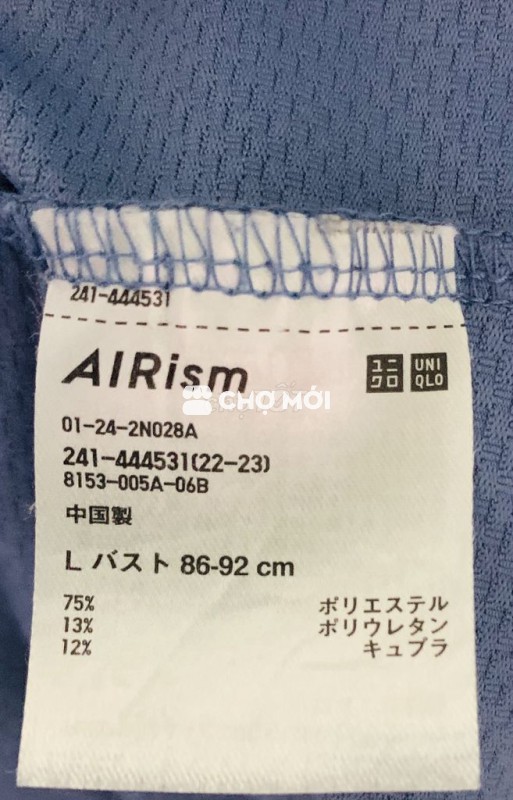 241-444531
AIRism
ユニクロ
UNIQLO
CHỢ MỚI
01-24-2N028A
241-444531(22-23)
8153-005A-06B
中国製
L バスト 86-92 cm
75% ポリエステル
13% ポリウレタン
12% キュプラ